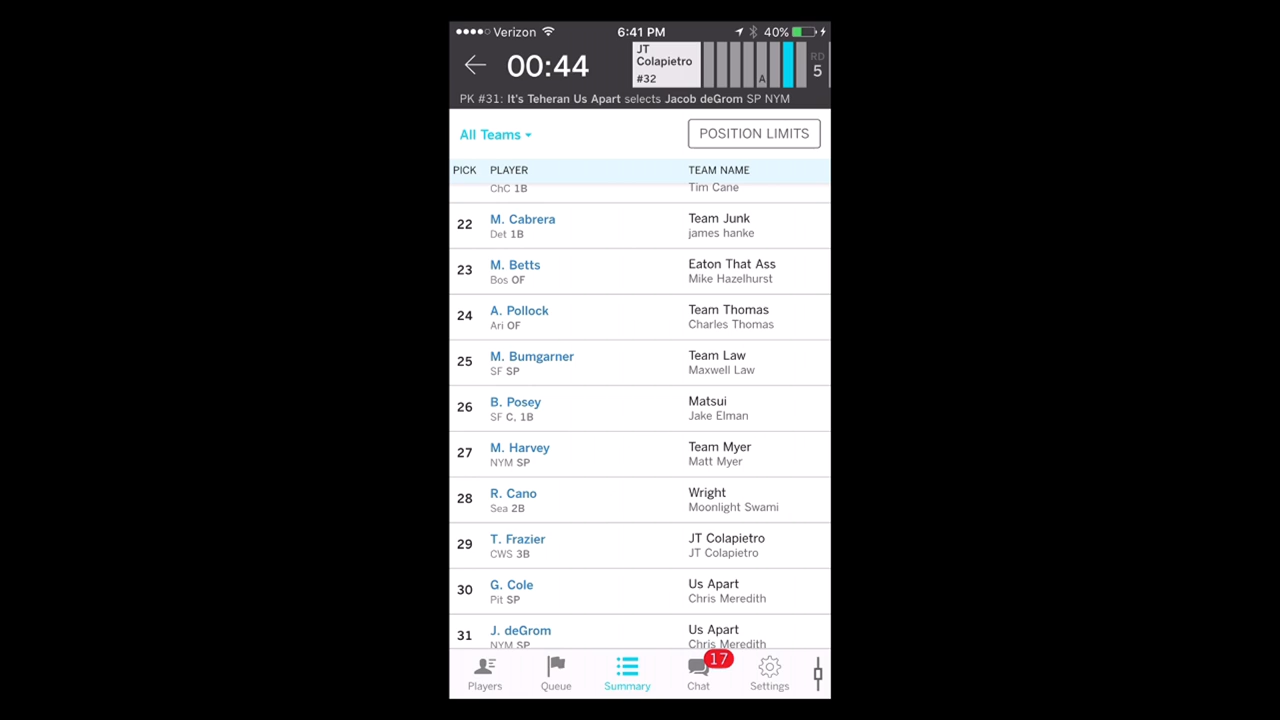 Verizon 6:41 PM 40%
00:44
JT
Colapietro
#32
A
RD
5
PK #31: It's Teheran Us Apart selects Jacob deGrom SP NYM
All Teams
POSITION LIMITS
PICK PLAYER TEAM NAME
ChC 1B Tim Cane
22 M. Cabrera Team Junk
Det 1B james hanke
23 M. Betts Eaton That Ass
Bos OF Mike Hazelhurst
24 A. Pollock Team Thomas
Ari OF Charles Thomas
25 M. Bumgarner Team Law
SF SP Maxwell Law
26 B. Posey Matsui
SF C, 1B Jake Elman
27 M. Harvey Team Myer
NYM SP Matt Myer
28 R. Cano Wright
Sea 2B Moonlight Swami
29 T. Frazier JT Colapietro
CWS 3B JT Colapietro
30 G. Cole Us Apart
Pit SP Chris Meredith
31 J. deGrom Us Apart
NYM SP Chris Meredith
17
Players Queue Summary Chat Settings